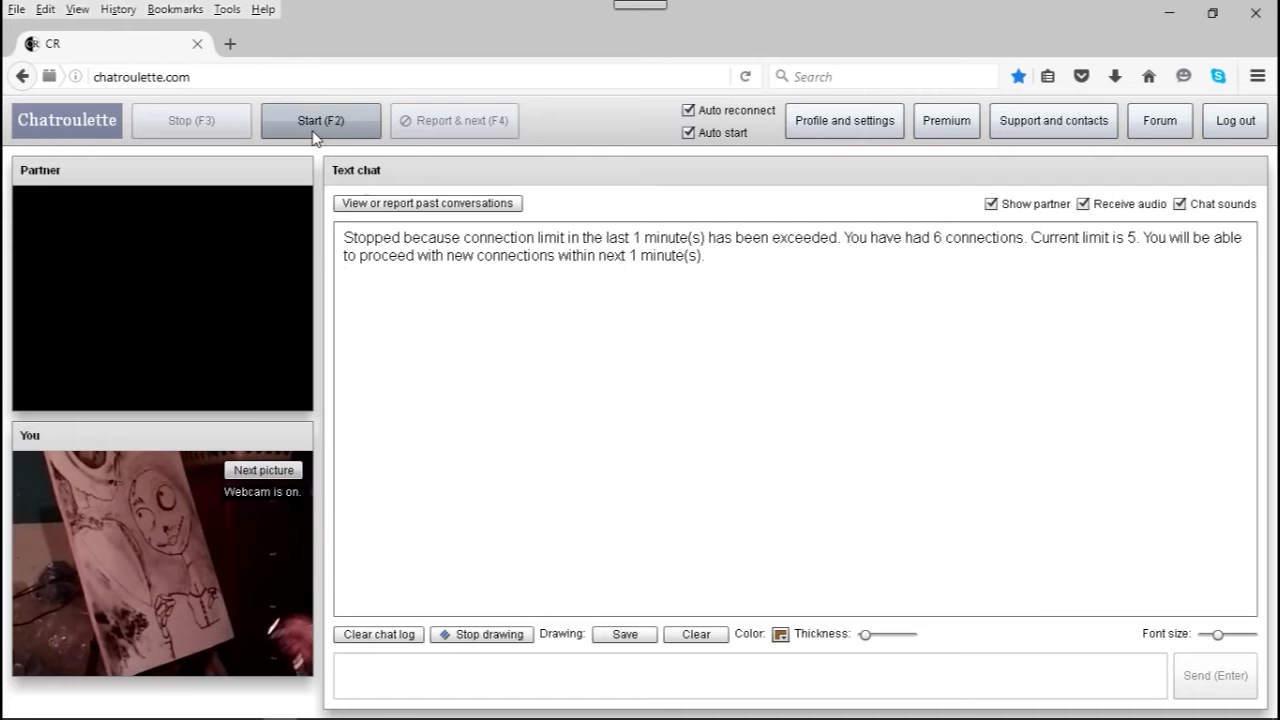 File Edit View History Bookmarks Tools Help
CR CR
chatroulette.com
Search
Chatroulette
Stop (F3)
Start (F2)
Report & next (F4)
Auto reconnect
Auto start
Profile and settings
Premium
Support and contacts
Forum
Log out
Partner
Text chat
View or report past conversations
Show partner
Receive audio
Chat sounds
Stopped because connection limit in the last 1 minute(s) has been exceeded. You have had 6 connections. Current limit is 5. You will be able
to proceed with new connections within next 1 minute(s).
You
Next picture
Webcam is on.
Clear chat log
Stop drawing
Drawing:
Save
Clear
Color:
Thickness:
Font size:
Send (Enter)